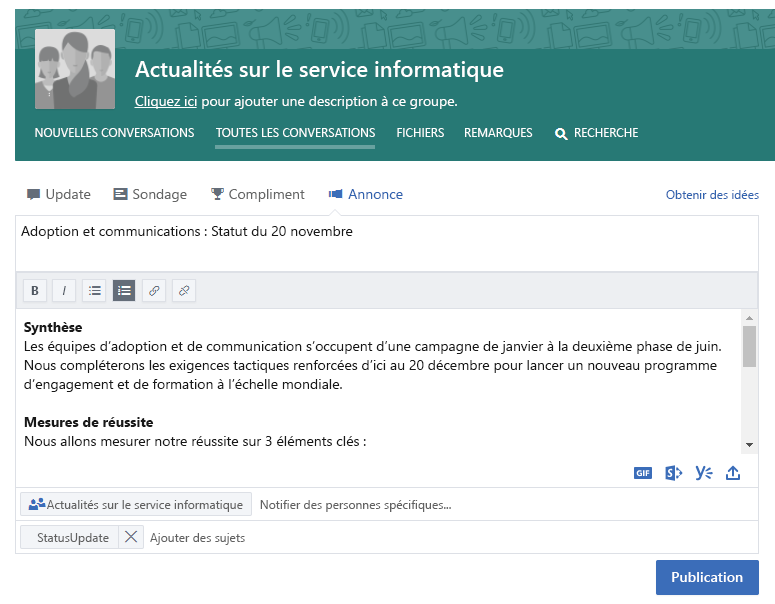 Actualités sur le service informatique
Cliquez ici pour ajouter une description à ce groupe.
NOUVELLES CONVERSATIONS TOUTES LES CONVERSATIONS FICHIERS REMARQUES RECHERCHE
Update Sondage Compliment Annonce Obtenir des idées
Adoption et communications : Statut du 20 novembre
B I
Synthèse
Les équipes d’adoption et de communication s’occupent d’une campagne de janvier à la deuxième phase de juin.
Nous compléterons les exigences tactiques renforcées d’ici au 20 décembre pour lancer un nouveau programme
d’engagement et de formation à l’échelle mondiale.
Mesures de réussite
Nous allons mesurer notre réussite sur 3 éléments clés :
GIF
Actualités sur le service informatique Notifier des personnes spécifiques...
StatusUpdate Ajouter des sujets
Publication